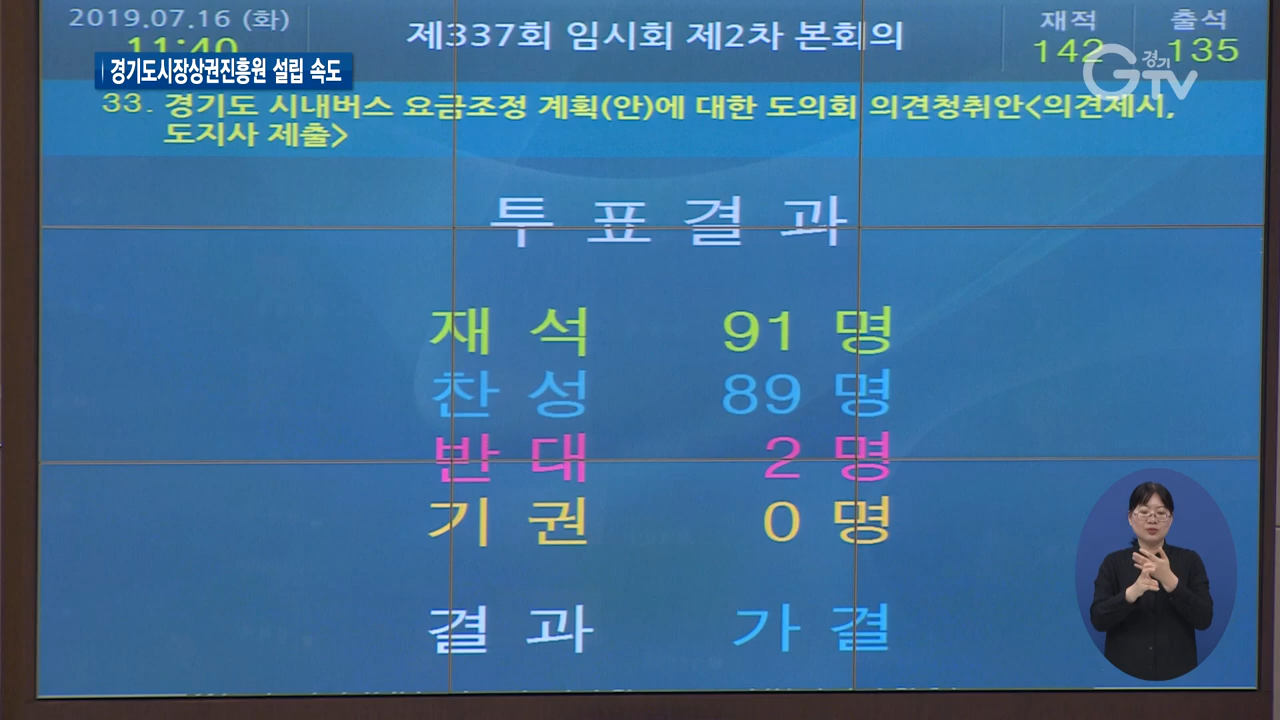 2019.07.16 (화)
11:40
제337회 임시회 제2차 본회의
재적
142
출석
135
경기도시장상권진흥원 설립 속도
경기
GTV
33. 경기도 시내버스 요금조정 계획(안)에 대한 도의회 의견청취안<의견제시,
도지사 제출>
투 표 결 과
재 석 91 명
찬 성 89 명
반 대 2 명
기 권 0 명
결 과 가 결